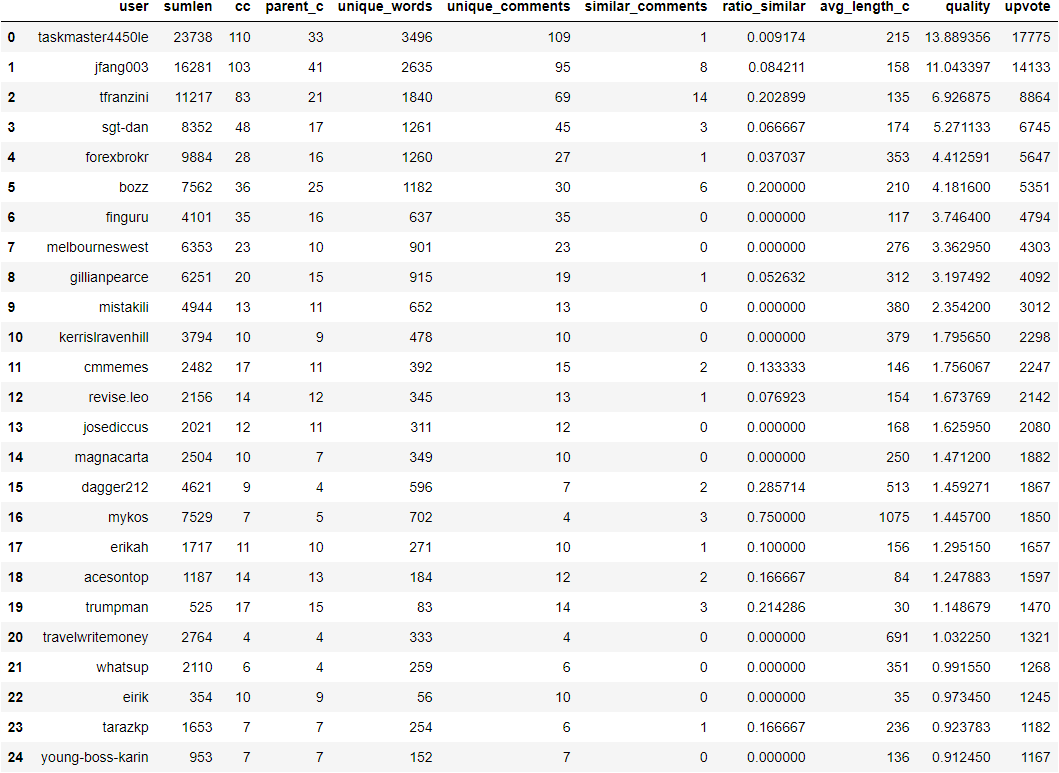 user sumlen cc parent_c unique_words unique_comments similar_comments ratio_similar avg_length_c quality upvote
0 taskmaster4450le 23738 110 33 3496 109 1 0.009174 215 13.889356 17775
1 jfang003 16281 103 41 2635 95 8 0.084211 158 11.043397 14133
2 tfranzini 11217 83 21 1840 69 14 0.202899 135 6.926875 8864
3 sgt-dan 8352 48 17 1261 45 3 0.066667 174 5.271133 6745
4 forexbrokr 9884 28 16 1260 27 1 0.037037 353 4.412591 5647
5 bozz 7562 36 25 1182 30 6 0.200000 210 4.181600 5351
6 finguru 4101 35 16 637 35 0 0.000000 117 3.746400 4794
7 melbourneswest 6353 23 10 901 23 0 0.000000 276 3.362950 4303
8 gillianpearce 6251 20 15 915 19 1 0.052632 312 3.197492 4092
9 mistakili 4944 13 11 652 13 0 0.000000 380 2.354200 3012
10 kerrislravenhill 3794 10 9 478 10 0 0.000000 379 1.795650 2298
11 cmmemes 2482 17 11 392 15 2 0.133333 146 1.756067 2247
12 revise.leo 2156 14 12 345 13 1 0.076923 154 1.673769 2142
13 josediccus 2021 12 11 311 12 0 0.000000 168 1.625950 2080
14 magnacarta 2504 10 7 349 10 0 0.000000 250 1.471200 1882
15 dagger212 4621 9 4 596 7 2 0.285714 513 1.459271 1867
16 mykos 7529 7 5 702 4 3 0.750000 1075 1.445700 1850
17 erikah 1717 11 10 271 10 1 0.100000 156 1.295150 1657
18 acesontop 1187 14 13 184 12 2 0.166667 84 1.247883 1597
19 trumpman 525 17 15 83 14 3 0.214286 30 1.148679 1470
20 travelwritemoney 2764 4 4 333 4 0 0.000000 691 1.032250 1321
21 whatsup 2110 6 4 259 6 0 0.000000 351 0.991550 1268
22 eirik 354 10 9 56 10 0 0.000000 35 0.973450 1245
23 tarazkp 1653 7 7 254 6 1 0.166667 236 0.923783 1182
24 young-boss-karin 953 7 7 152 7 0 0.000000 136 0.912450 1167